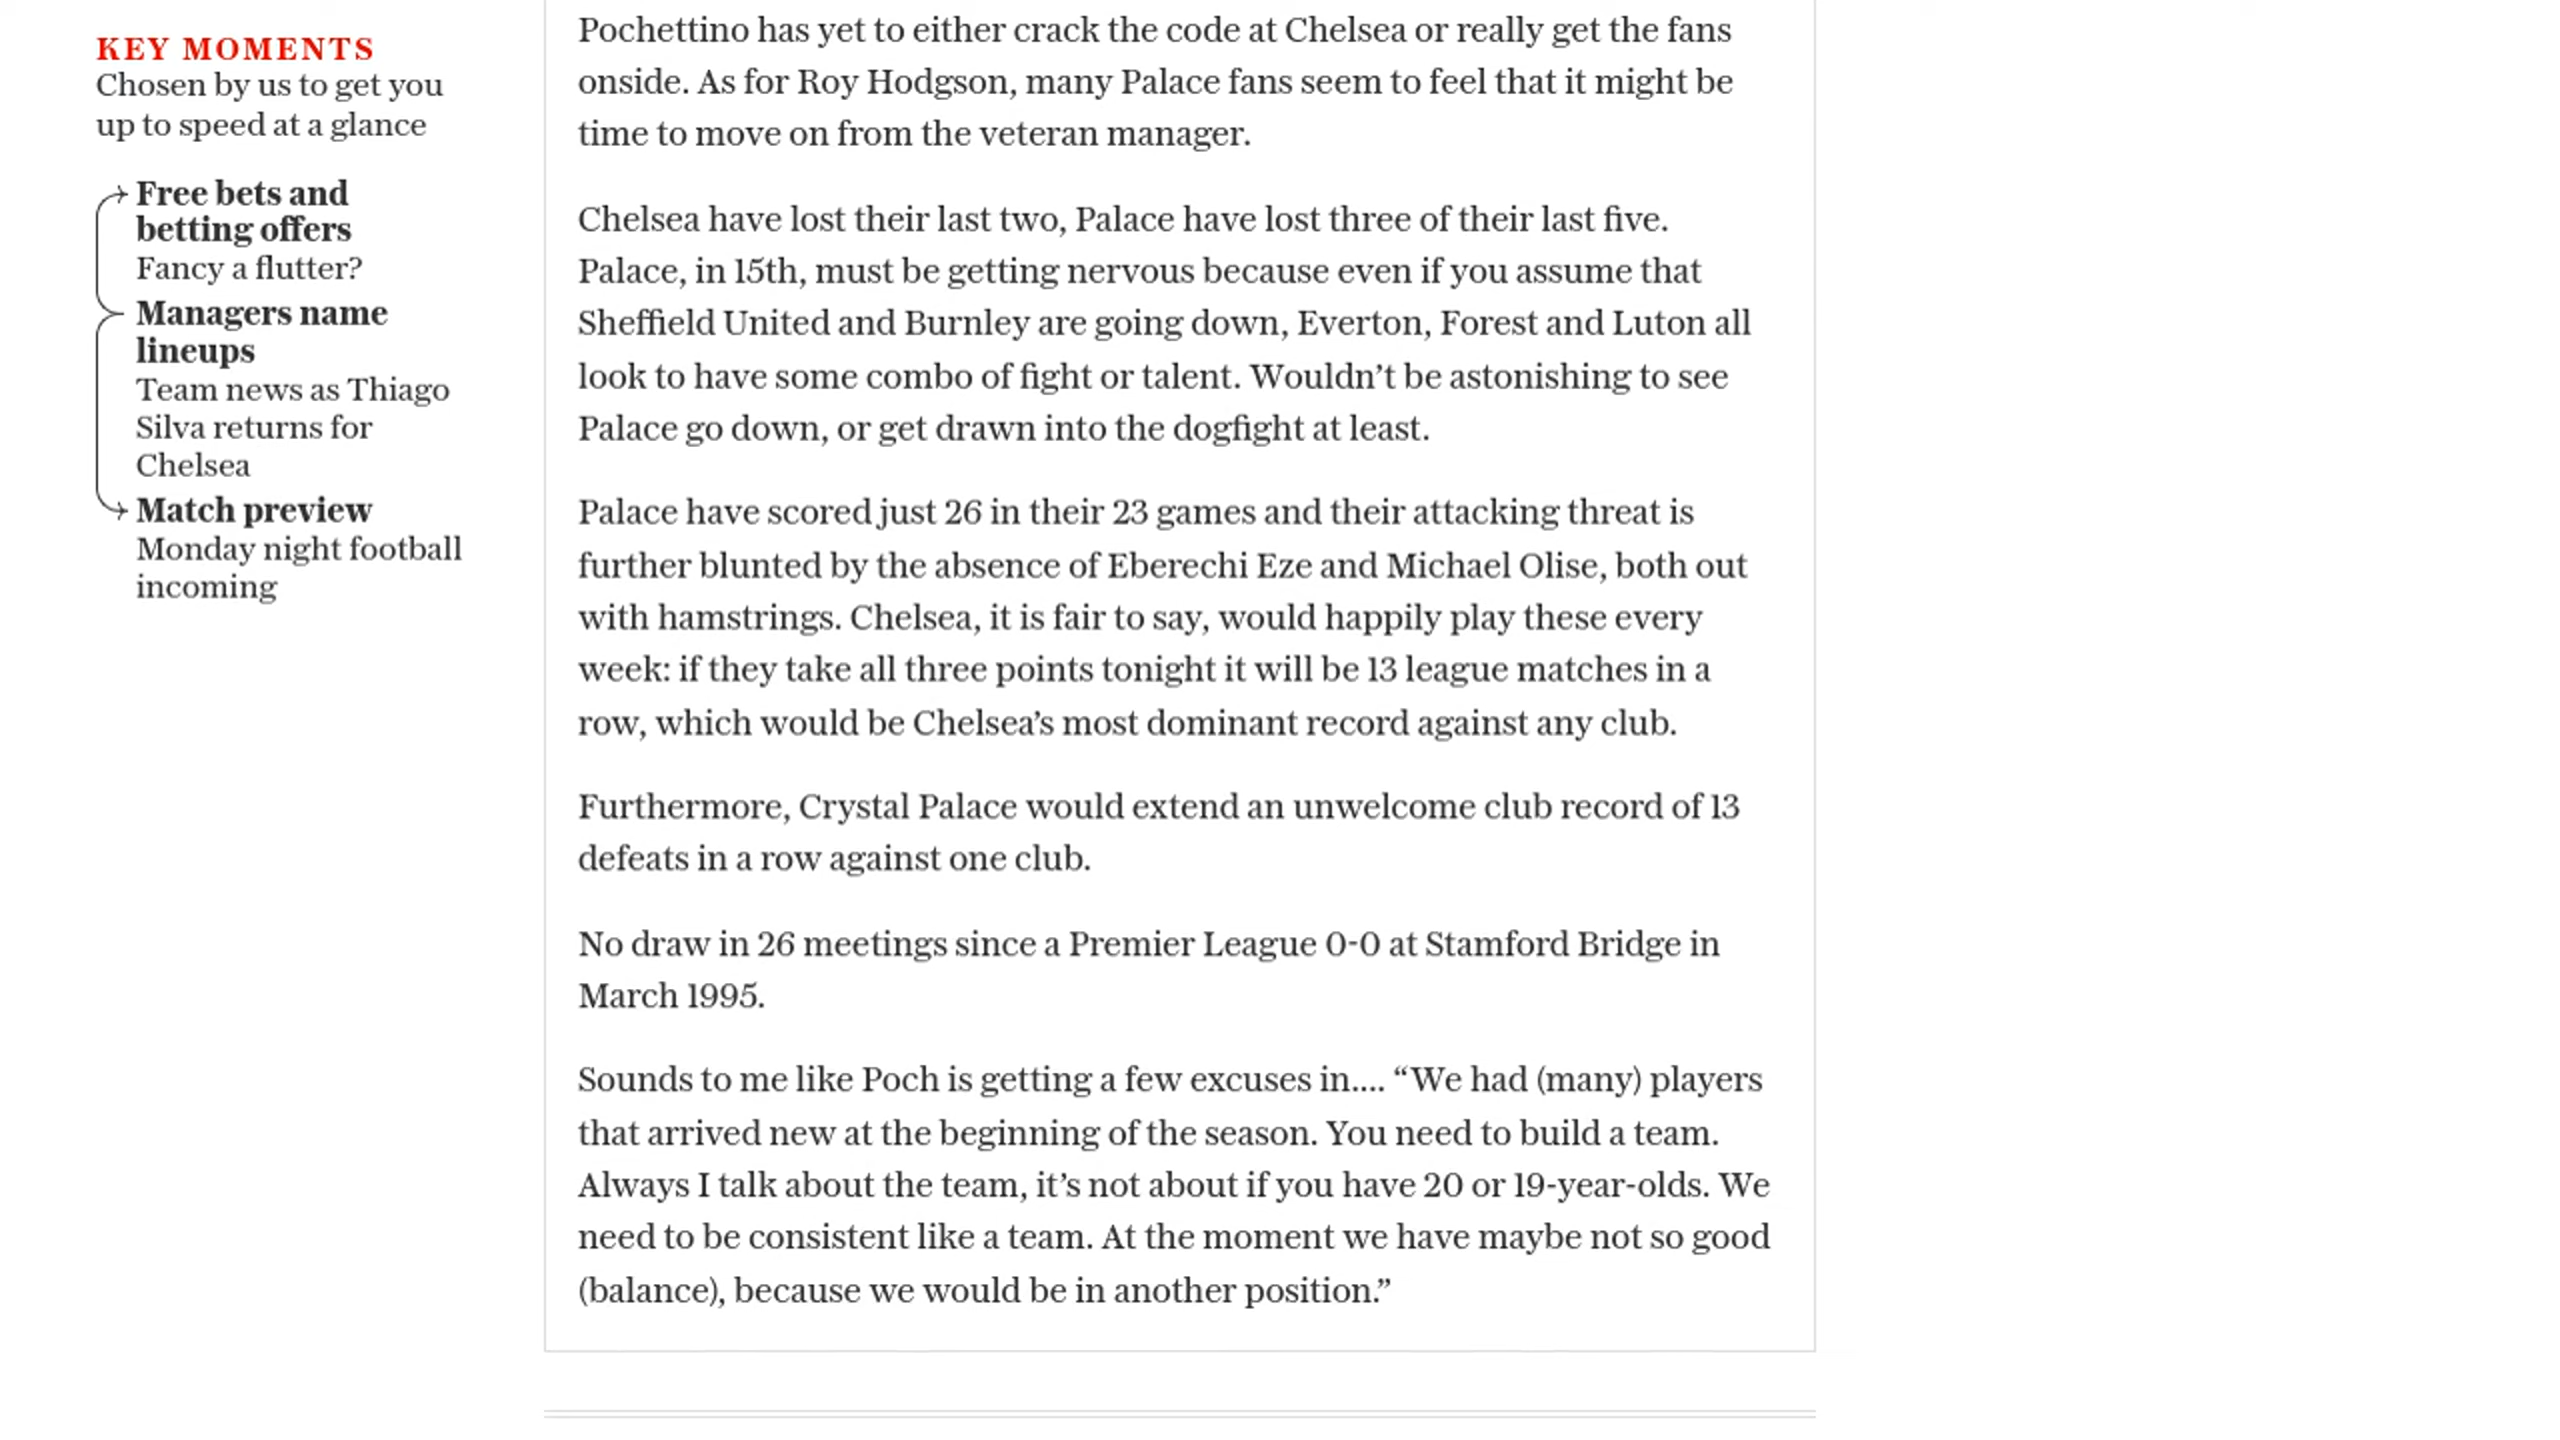 KEY MOMENTS
Chosen by us to get you
up to speed at a glance
Free bets and
betting offers
Fancy a flutter?
Managers name
lineups
Team news as Thiago
Silva returns for
Chelsea
Match preview
Monday night football
incoming
Pochettino has yet to either crack the code at Chelsea or really get the fans
onside. As for Roy Hodgson, many Palace fans seem to feel that it might be
time to move on from the veteran manager.
Chelsea have lost their last two, Palace have lost three of their last five.
Palace, in 15th, must be getting nervous because even if you assume that
Sheffield United and Burnley are going down, Everton, Forest and Luton all
look to have some combo of fight or talent. Wouldn’t be astonishing to see
Palace go down, or get drawn into the dogfight at least.
Palace have scored just 26 in their 23 games and their attacking threat is
further blunted by the absence of Eberechi Eze and Michael Olise, both out
with hamstrings. Chelsea, it is fair to say, would happily play these every
week: if they take all three points tonight it will be 13 league matches in a
row, which would be Chelsea’s most dominant record against any club.
Furthermore, Crystal Palace would extend an unwelcome club record of 13
defeats in a row against one club.
No draw in 26 meetings since a Premier League 0-0 at Stamford Bridge in
March 1995.
Sounds to me like Poch is getting a few excuses in.... “We had (many) players
that arrived new at the beginning of the season. You need to build a team.
Always I talk about the team, it’s not about if you have 20 or 19-year-olds. We
need to be consistent like a team. At the moment we have maybe not so good
(balance), because we would be in another position.”